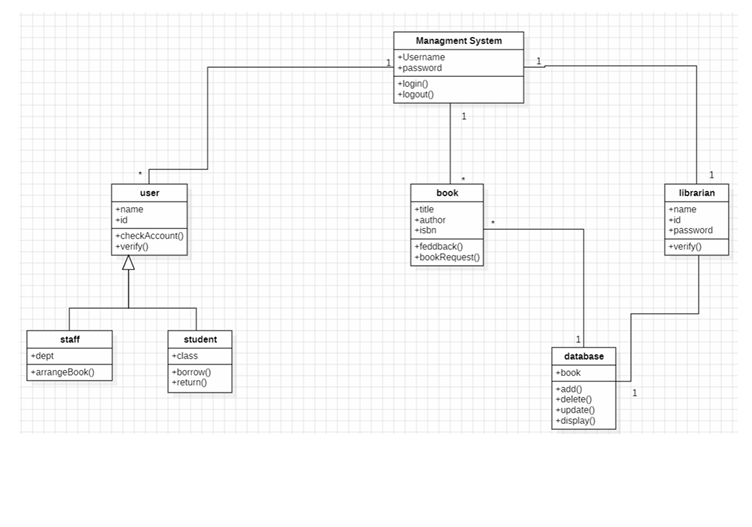 Managment System
+Username
+password
+login()
+logout()
1
1
1
*
*
1
user
+name
+id
+checkAccount()
+verify()
book
+title
+author
+isbn
+feddback()
+bookRequest()
librarian
+name
+id
+password
+verify()
*
staff
+dept
+arrangeBook()
student
+class
+borrow()
+return()
1
database
+book
+add()
+delete()
+update()
+display()
1